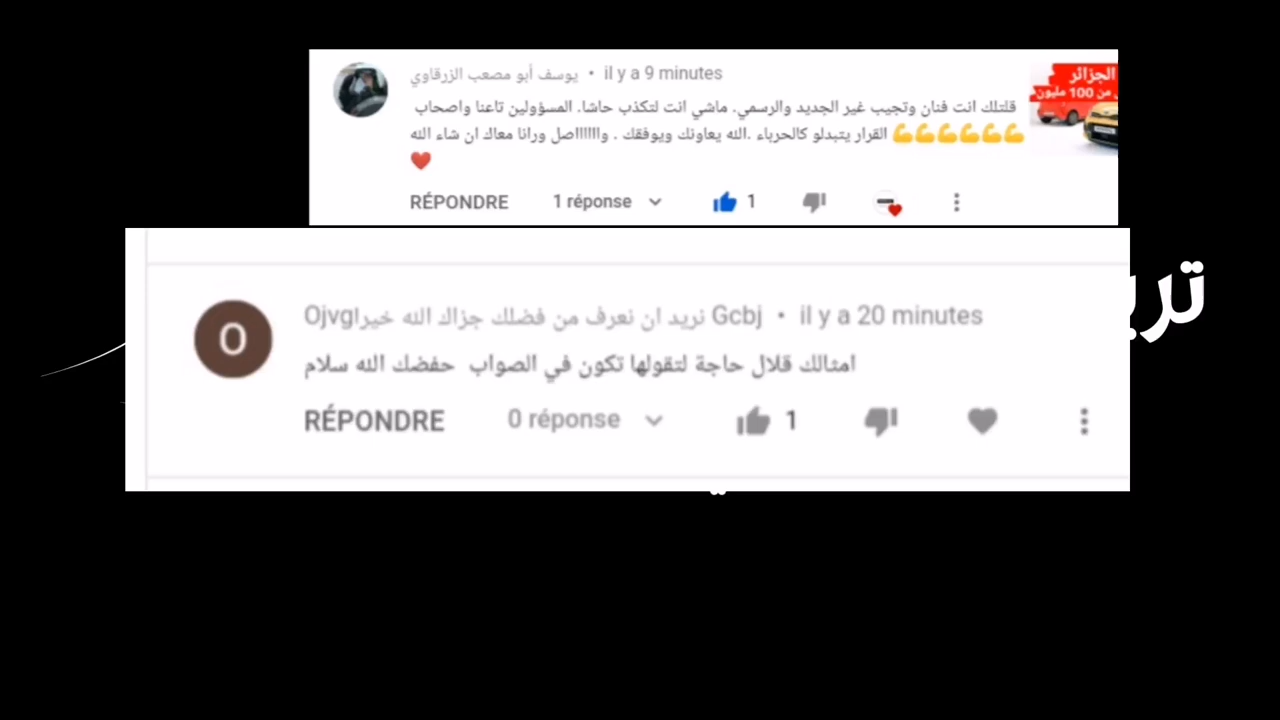 يوسف أبو مصعب الزرقاوي • il y a 9 minutes
قلتلك انت فنان وتجيب غير الجديد والرسمي. ماشي انت لتكذب حاشا. المسؤولين تاعنا واصحاب
القرار يتبدلو كالحرباء .الله يعاونك ويوفقك . واااااااصل ورانا معاك ان شاء الله 💪💪💪💪💪💪
❤️
الجزائر
من 100 مليون
RÉPONDRE 1 réponse 1
Ojvgنريد ان نعرف من فضلك جزاك الله خيرا Gcbj • il y a 20 minutes
امثالك قلال حاجة لتقولها تكون في الصواب حفضك الله سلام
RÉPONDRE 0 réponse 1